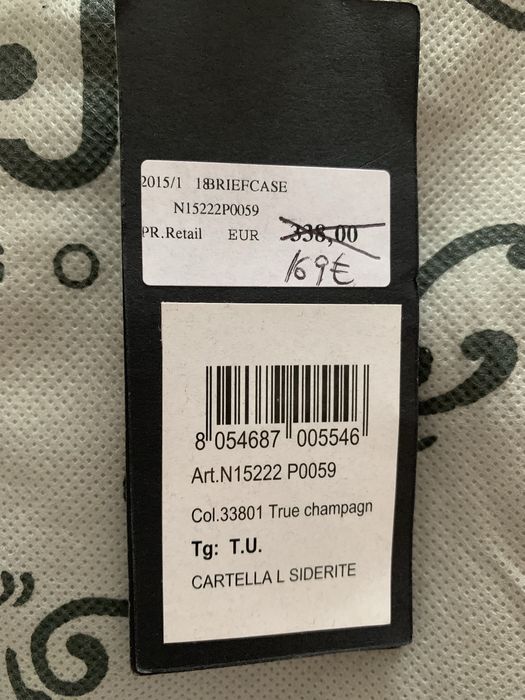 2015/1 18BRIEFCASE
N15222P0059
PR.Retail EUR 338,00
169€
8 054687 005546
Art.N15222 P0059
Col.33801 True champagn
Tg: T.U.
CARTELLA L SIDERITE